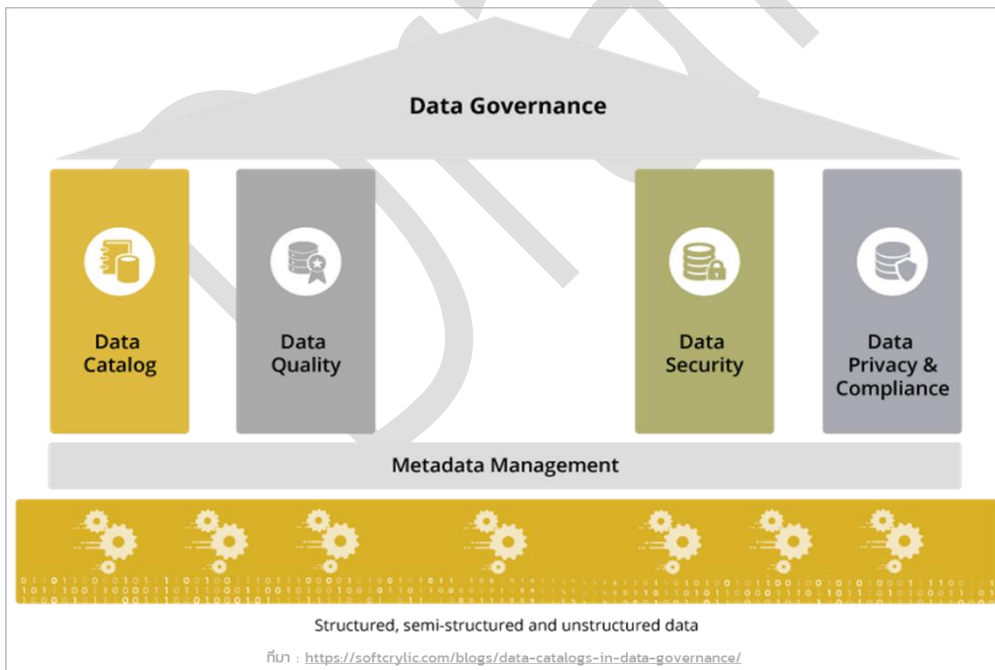 Data Governance
Data
Catalog
Data
Quality
Data
Security
Data
Privacy &
Compliance
Metadata Management
Structured, semi-structured and unstructured data
ที่มา : https://softcrylic.com/blogs/data-catalogs-in-data-governance/